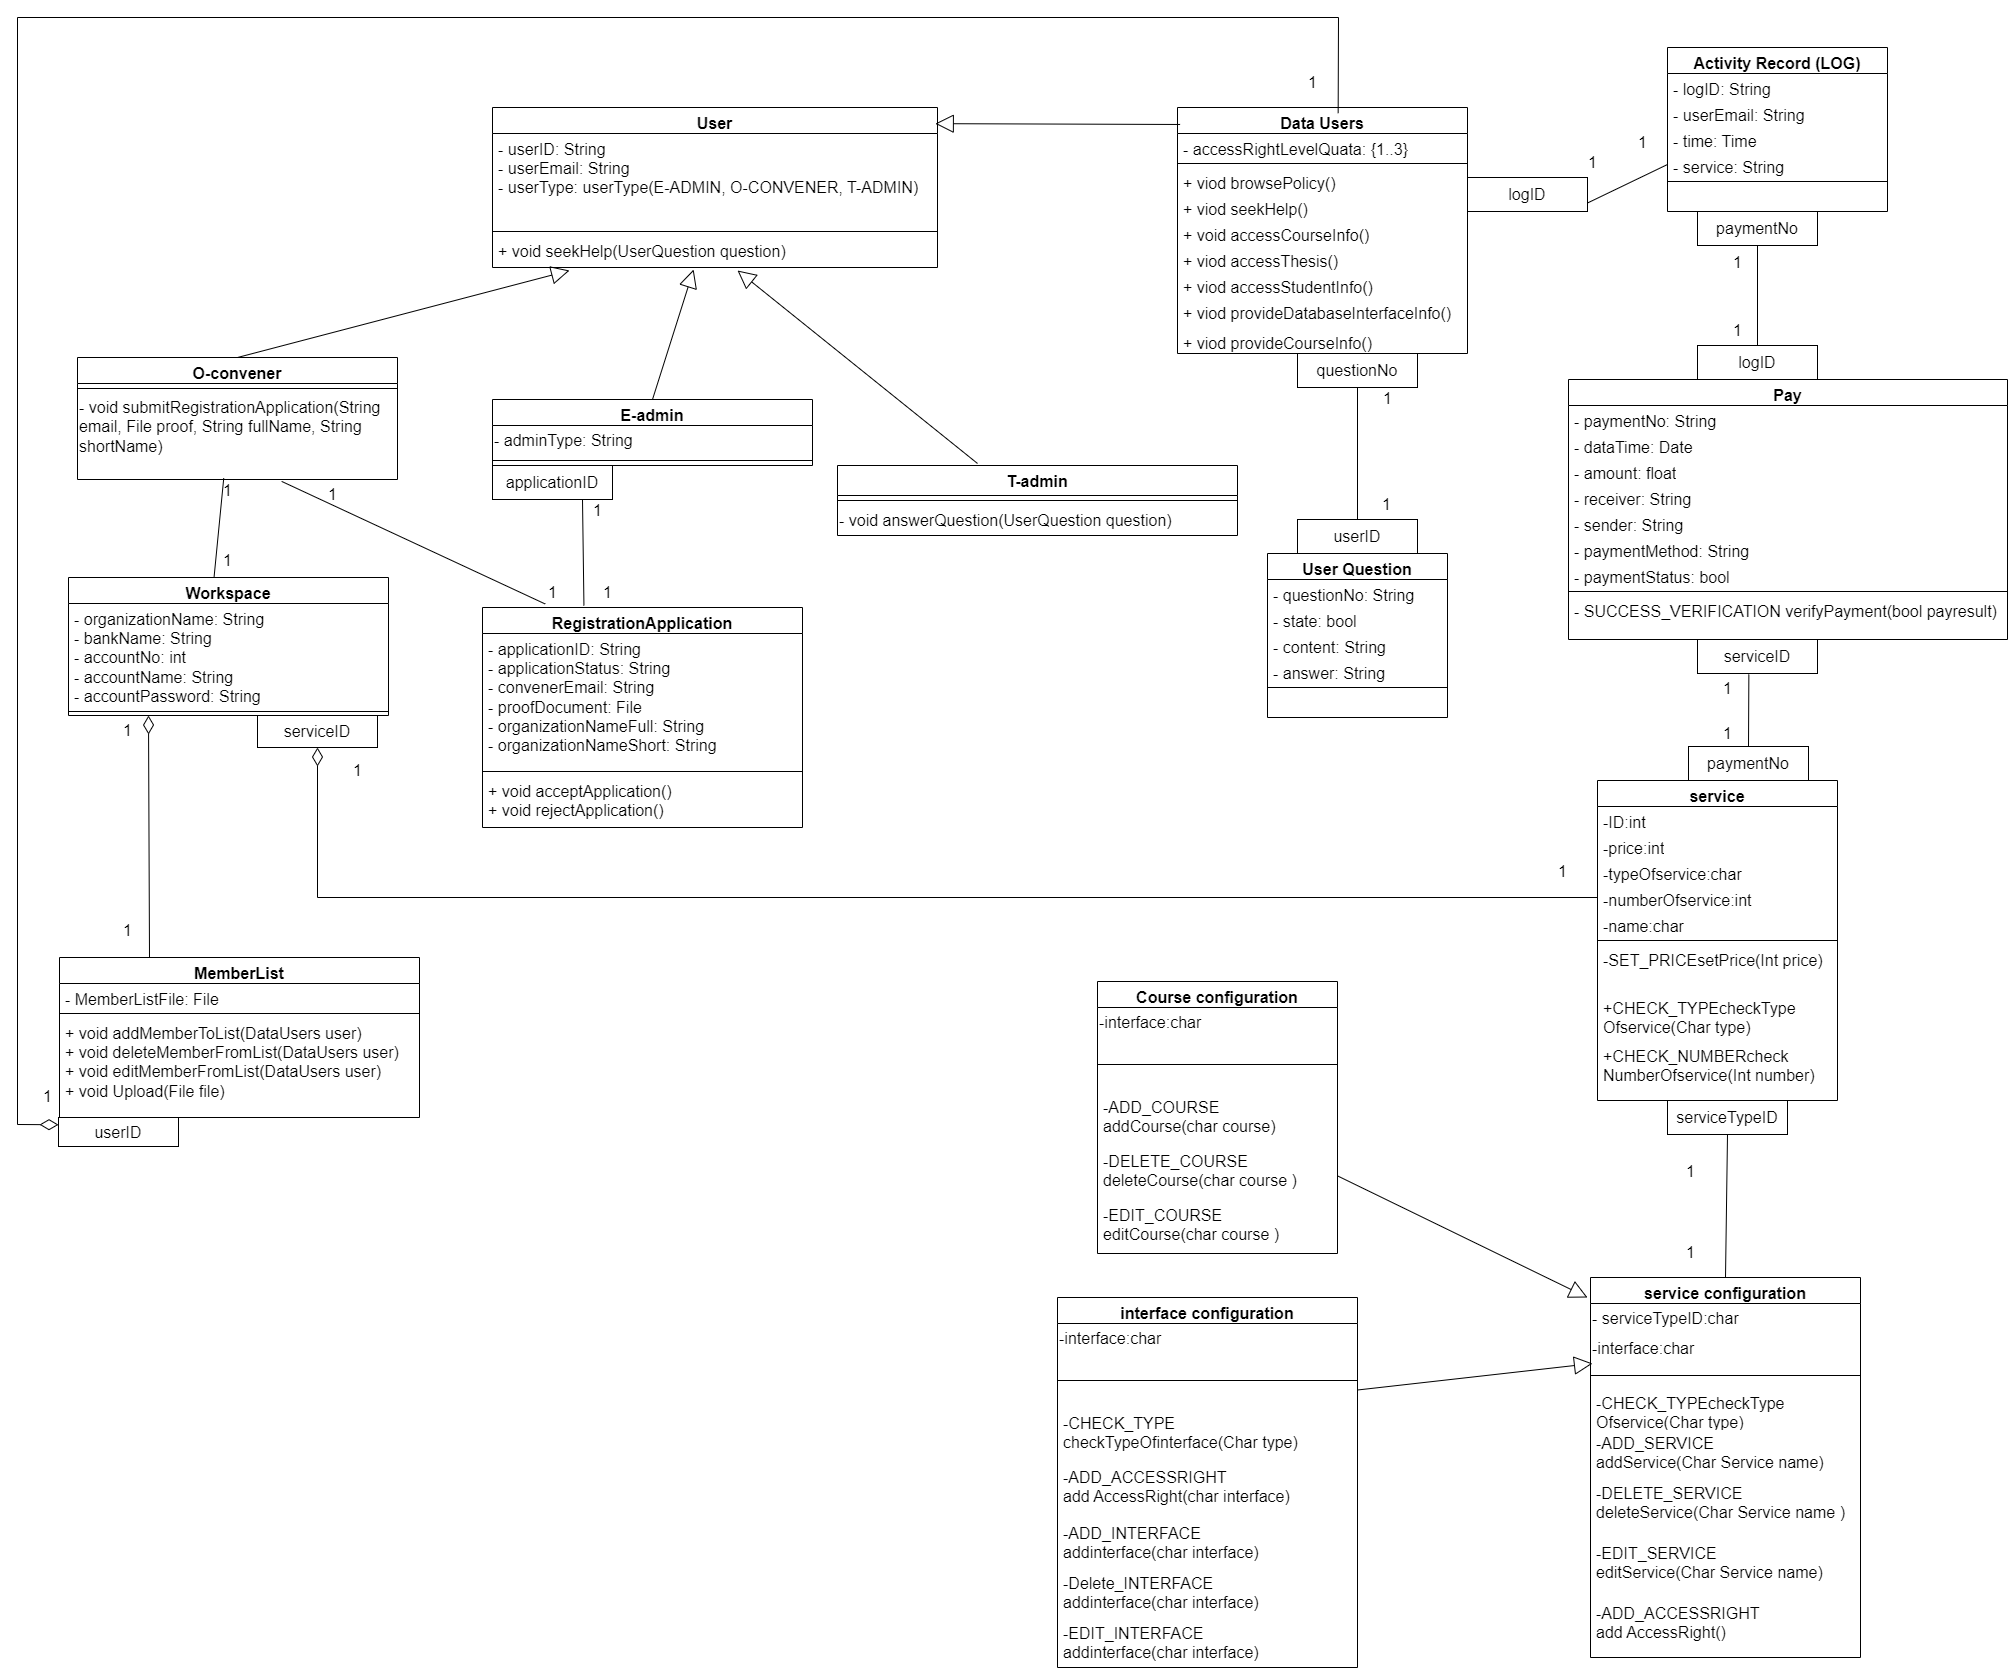 1
Activity Record (LOG)
- logID: String
- userEmail: String
- time: Time
- service: String
1
1
logID
paymentNo
1
1
logID
User
- userID: String
- userEmail: String
- userType: userType(E-ADMIN, O-CONVENER, T-ADMIN)
+ void seekHelp(UserQuestion question)
Data Users
- accessRightLevelQuata: {1..3}
+ viod browsePolicy()
+ viod seekHelp()
+ void accessCourseInfo()
+ viod accessThesis()
+ viod accessStudentInfo()
+ viod provideDatabaseInterfaceInfo()
+ viod provideCourseInfo()
questionNo
1
1
userID
O-convener
- void submitRegistrationApplication(String
email, File proof, String fullName, String
shortName)
1
1
1
1
E-admin
- adminType: String
applicationID
1
1
T-admin
- void answerQuestion(UserQuestion question)
Pay
- paymentNo: String
- dataTime: Date
- amount: float
- receiver: String
- sender: String
- paymentMethod: String
- paymentStatus: bool
- SUCCESS_VERIFICATION verifyPayment(bool payresult)
serviceID
1
1
paymentNo
User Question
- questionNo: String
- state: bool
- content: String
- answer: String
Workspace
- organizationName: String
- bankName: String
- accountNo: int
- accountName: String
- accountPassword: String
serviceID
1
1
1
1
RegistrationApplication
- applicationID: String
- applicationStatus: String
- convenerEmail: String
- proofDocument: File
- organizationNameFull: String
- organizationNameShort: String
+ void acceptApplication()
+ void rejectApplication()
service
-ID:int
-price:int
-typeOfservice:char
-numberOfservice:int
-name:char
-SET_PRICEsetPrice(Int price)
+CHECK_TYPEcheckType
Ofservice(Char type)
+CHECK_NUMBERcheck
NumberOfservice(Int number)
serviceTypeID
1
1
MemberList
- MemberListFile: File
+ void addMemberToList(DataUsers user)
+ void deleteMemberFromList(DataUsers user)
+ void editMemberFromList(DataUsers user)
+ void Upload(File file)
1
userID
Course configuration
-interface:char
-ADD_COURSE
addCourse(char course)
-DELETE_COURSE
deleteCourse(char course )
-EDIT_COURSE
editCourse(char course )
interface configuration
-interface:char
-CHECK_TYPE
checkTypeOfinterface(Char type)
-ADD_ACCESSRIGHT
add AccessRight(char interface)
-ADD_INTERFACE
addinterface(char interface)
-Delete_INTERFACE
addinterface(char interface)
-EDIT_INTERFACE
addinterface(char interface)
service configuration
- serviceTypeID:char
-interface:char
-CHECK_TYPEcheckType
Ofservice(Char type)
-ADD_SERVICE
addService(Char Service name)
-DELETE_SERVICE
deleteService(Char Service name )
-EDIT_SERVICE
editService(Char Service name)
-ADD_ACCESSRIGHT
add AccessRight()